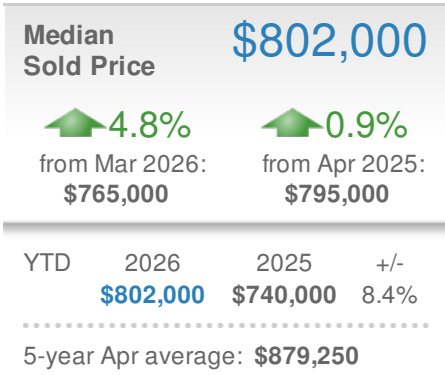 Median
Sold Price
$802,000
4.8%
from Mar 2026:
$765,000
0.9%
from Apr 2025:
$795,000
YTD 2026 2025 +/-
$802,000 $740,000 8.4%
5-year Apr average: $879,250